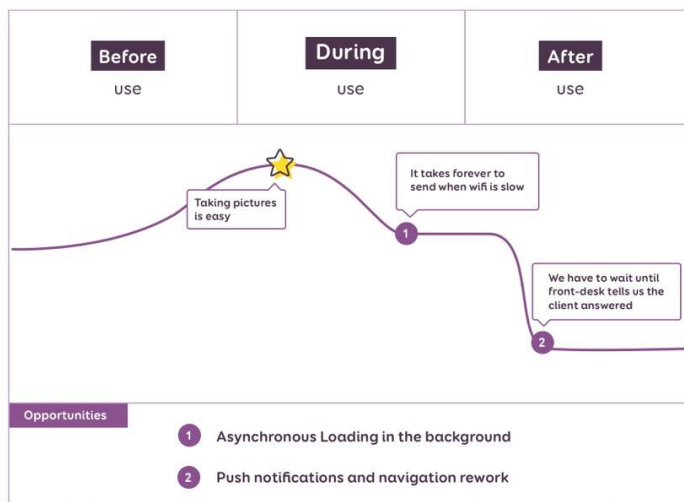 Before
use
During
use
After
use
Taking pictures
is easy
It takes forever to
send when wifi is slow
1
We have to wait until
front-desk tells us the
client answered
2
Opportunities
1 Asynchronous Loading in the background
2 Push notifications and navigation rework